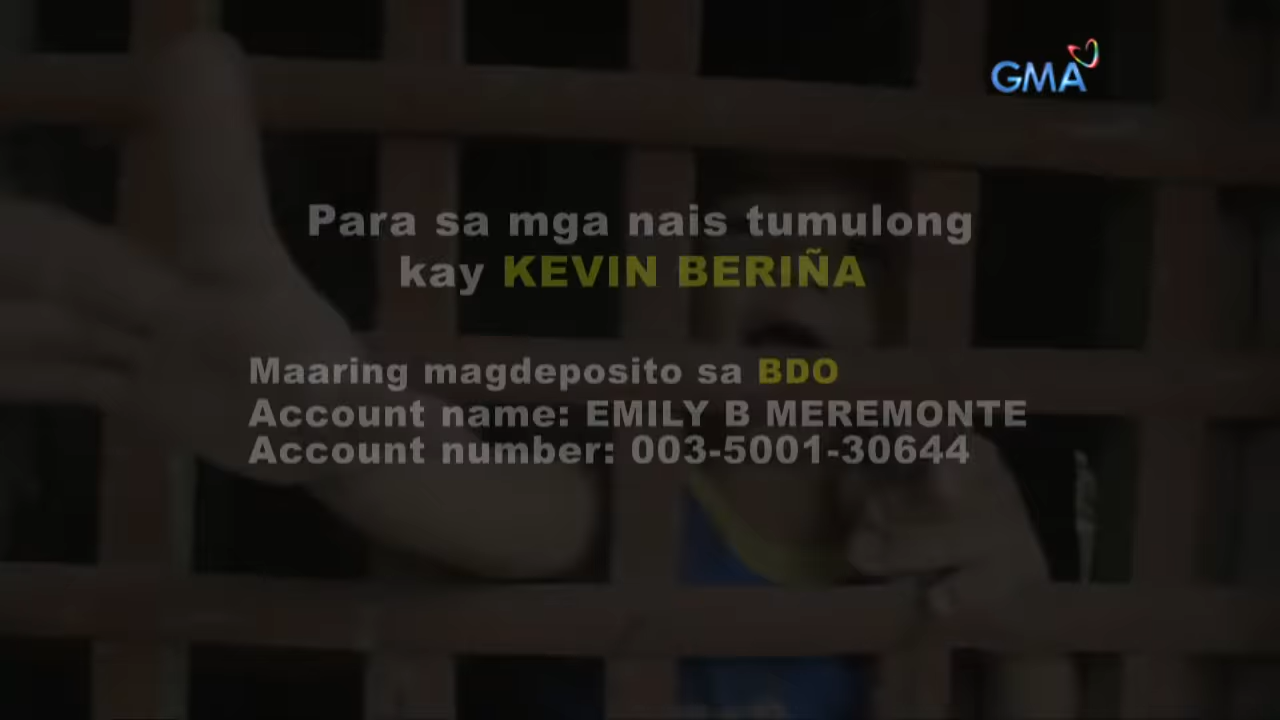 GMA
Para sa mga nais tumulong
kay KEVIN BERIÑA
Maaring magdeposito sa BDO
Account name: EMILY B MEREMONTE
Account number: 003-5001-30644